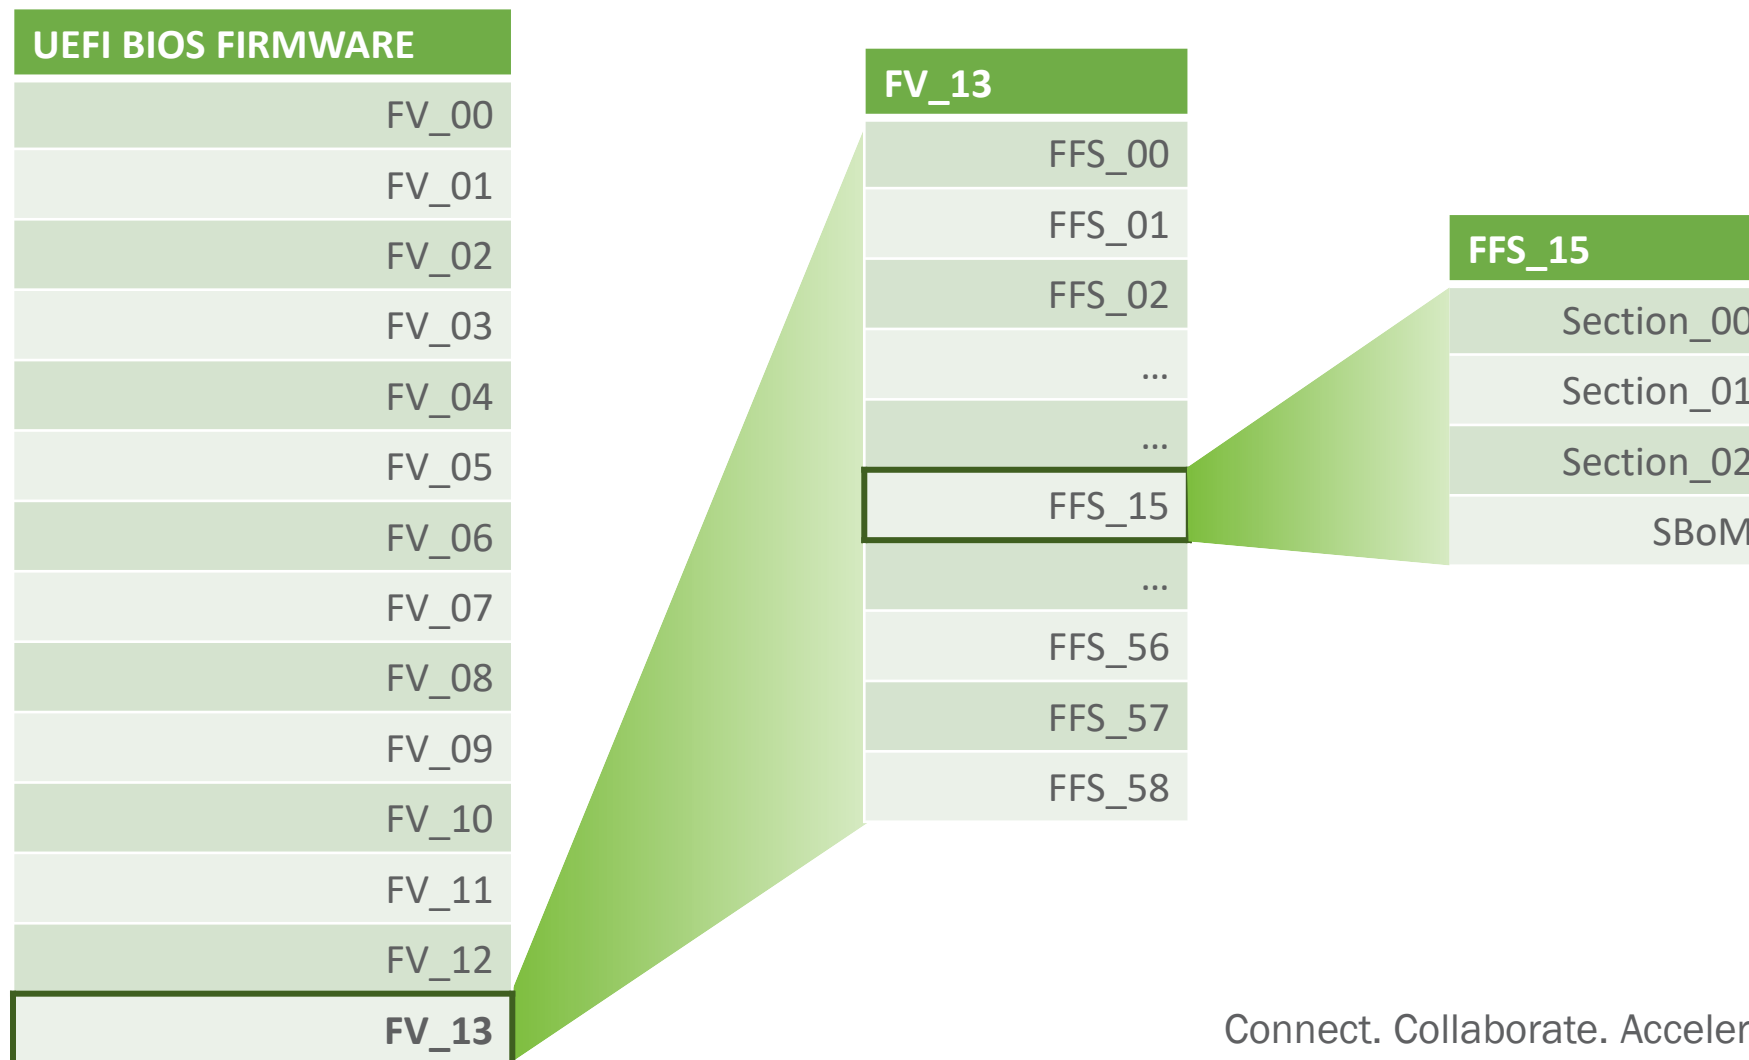 UEFI BIOS FIRMWARE
FV_00
FV_01
FV_02
FV_03
FV_04
FV_05
FV_06
FV_07
FV_08
FV_09
FV_10
FV_11
FV_12
FV_13
FV_13
FFS_00
FFS_01
FFS_02
...
...
FFS_15
...
FFS_56
FFS_57
FFS_58
FFS_15
Section_00
Section_01
Section_02
SBoM
Connect. Collaborate. Acceler